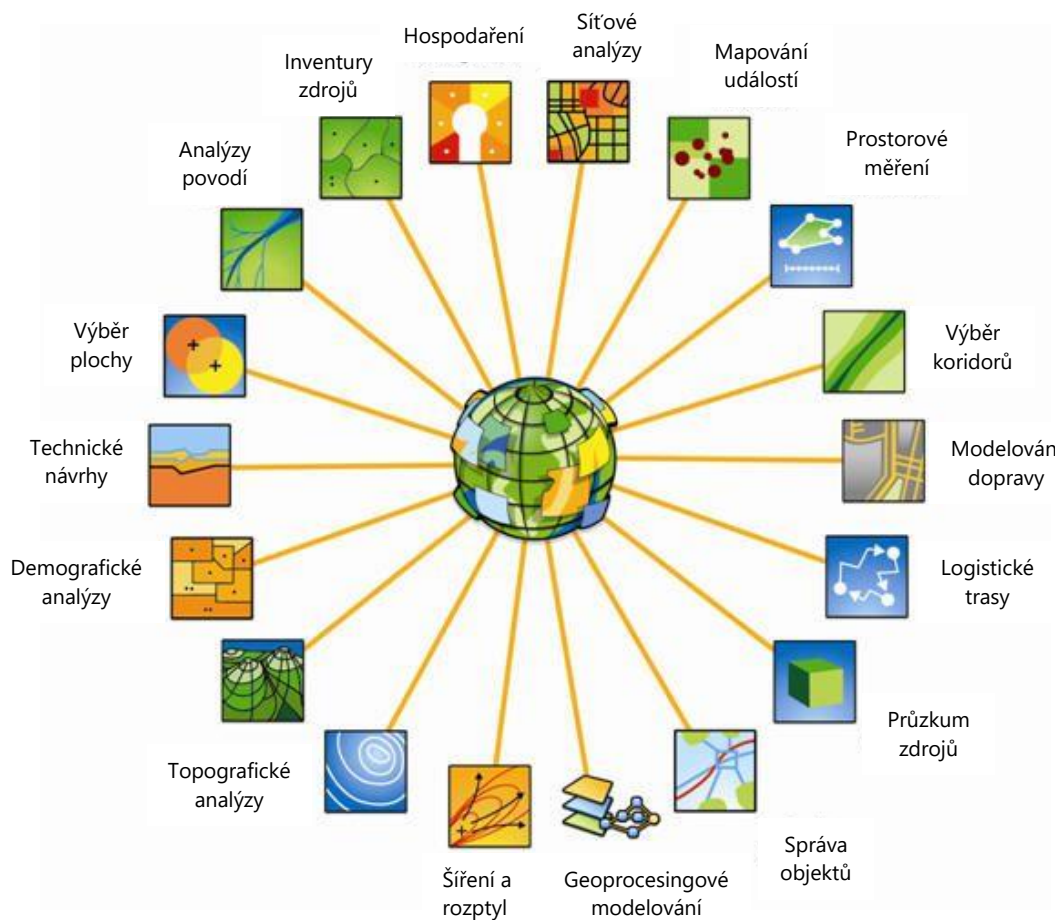 Hospodaření
Síťové
analýzy
Mapování
událostí
Prostorové
měření
Výběr
koridorů
Modelován
dopravy
Logistické
trasy
Průzkum
zdrojů
Správa
objektů
Geoprocesingové
modelování
Šíření a
rozptyl
Topografické
analýzy
Demografické
analýzy
Technické
návrhy
Výběr
plochy
Analýzy
povodí
Inventury
zdrojů